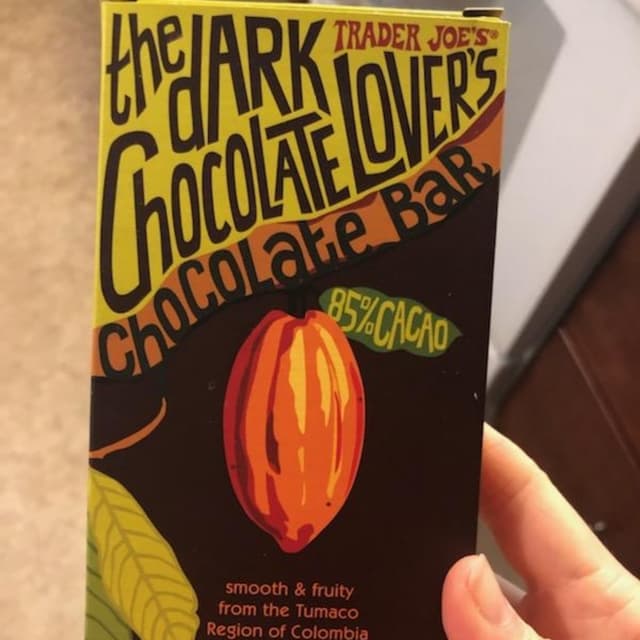 TRADER JOE'S®
the dARK
CHOCOLATE LOVER'S
CHOCOLate BaR
85% CACAO
smooth & fruity
from the Tumaco
Region of Colombia